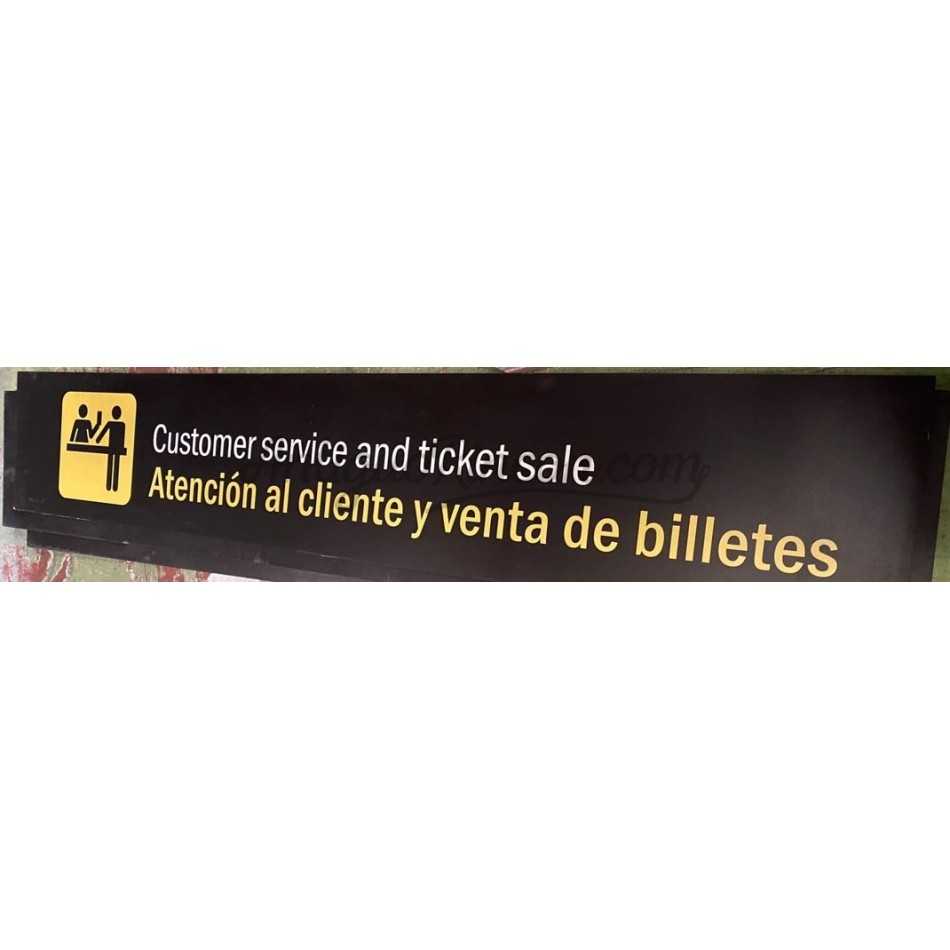 Customer service and ticket sale
Atención al cliente y venta de billetes